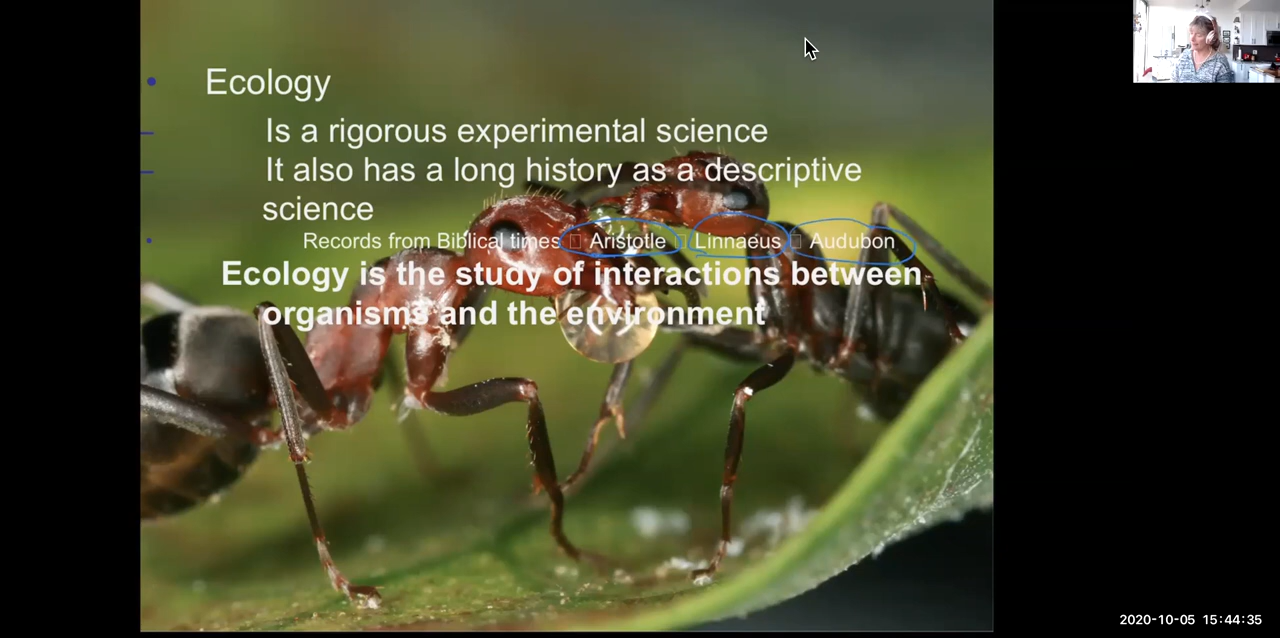 Ecology
Is a rigorous experimental science
It also has a long history as a descriptive
science
Records from Biblical times Aristotle Linnaeus Audubon
Ecology is the study of interactions between
organisms and the environment
2020-10-05 15:44:35